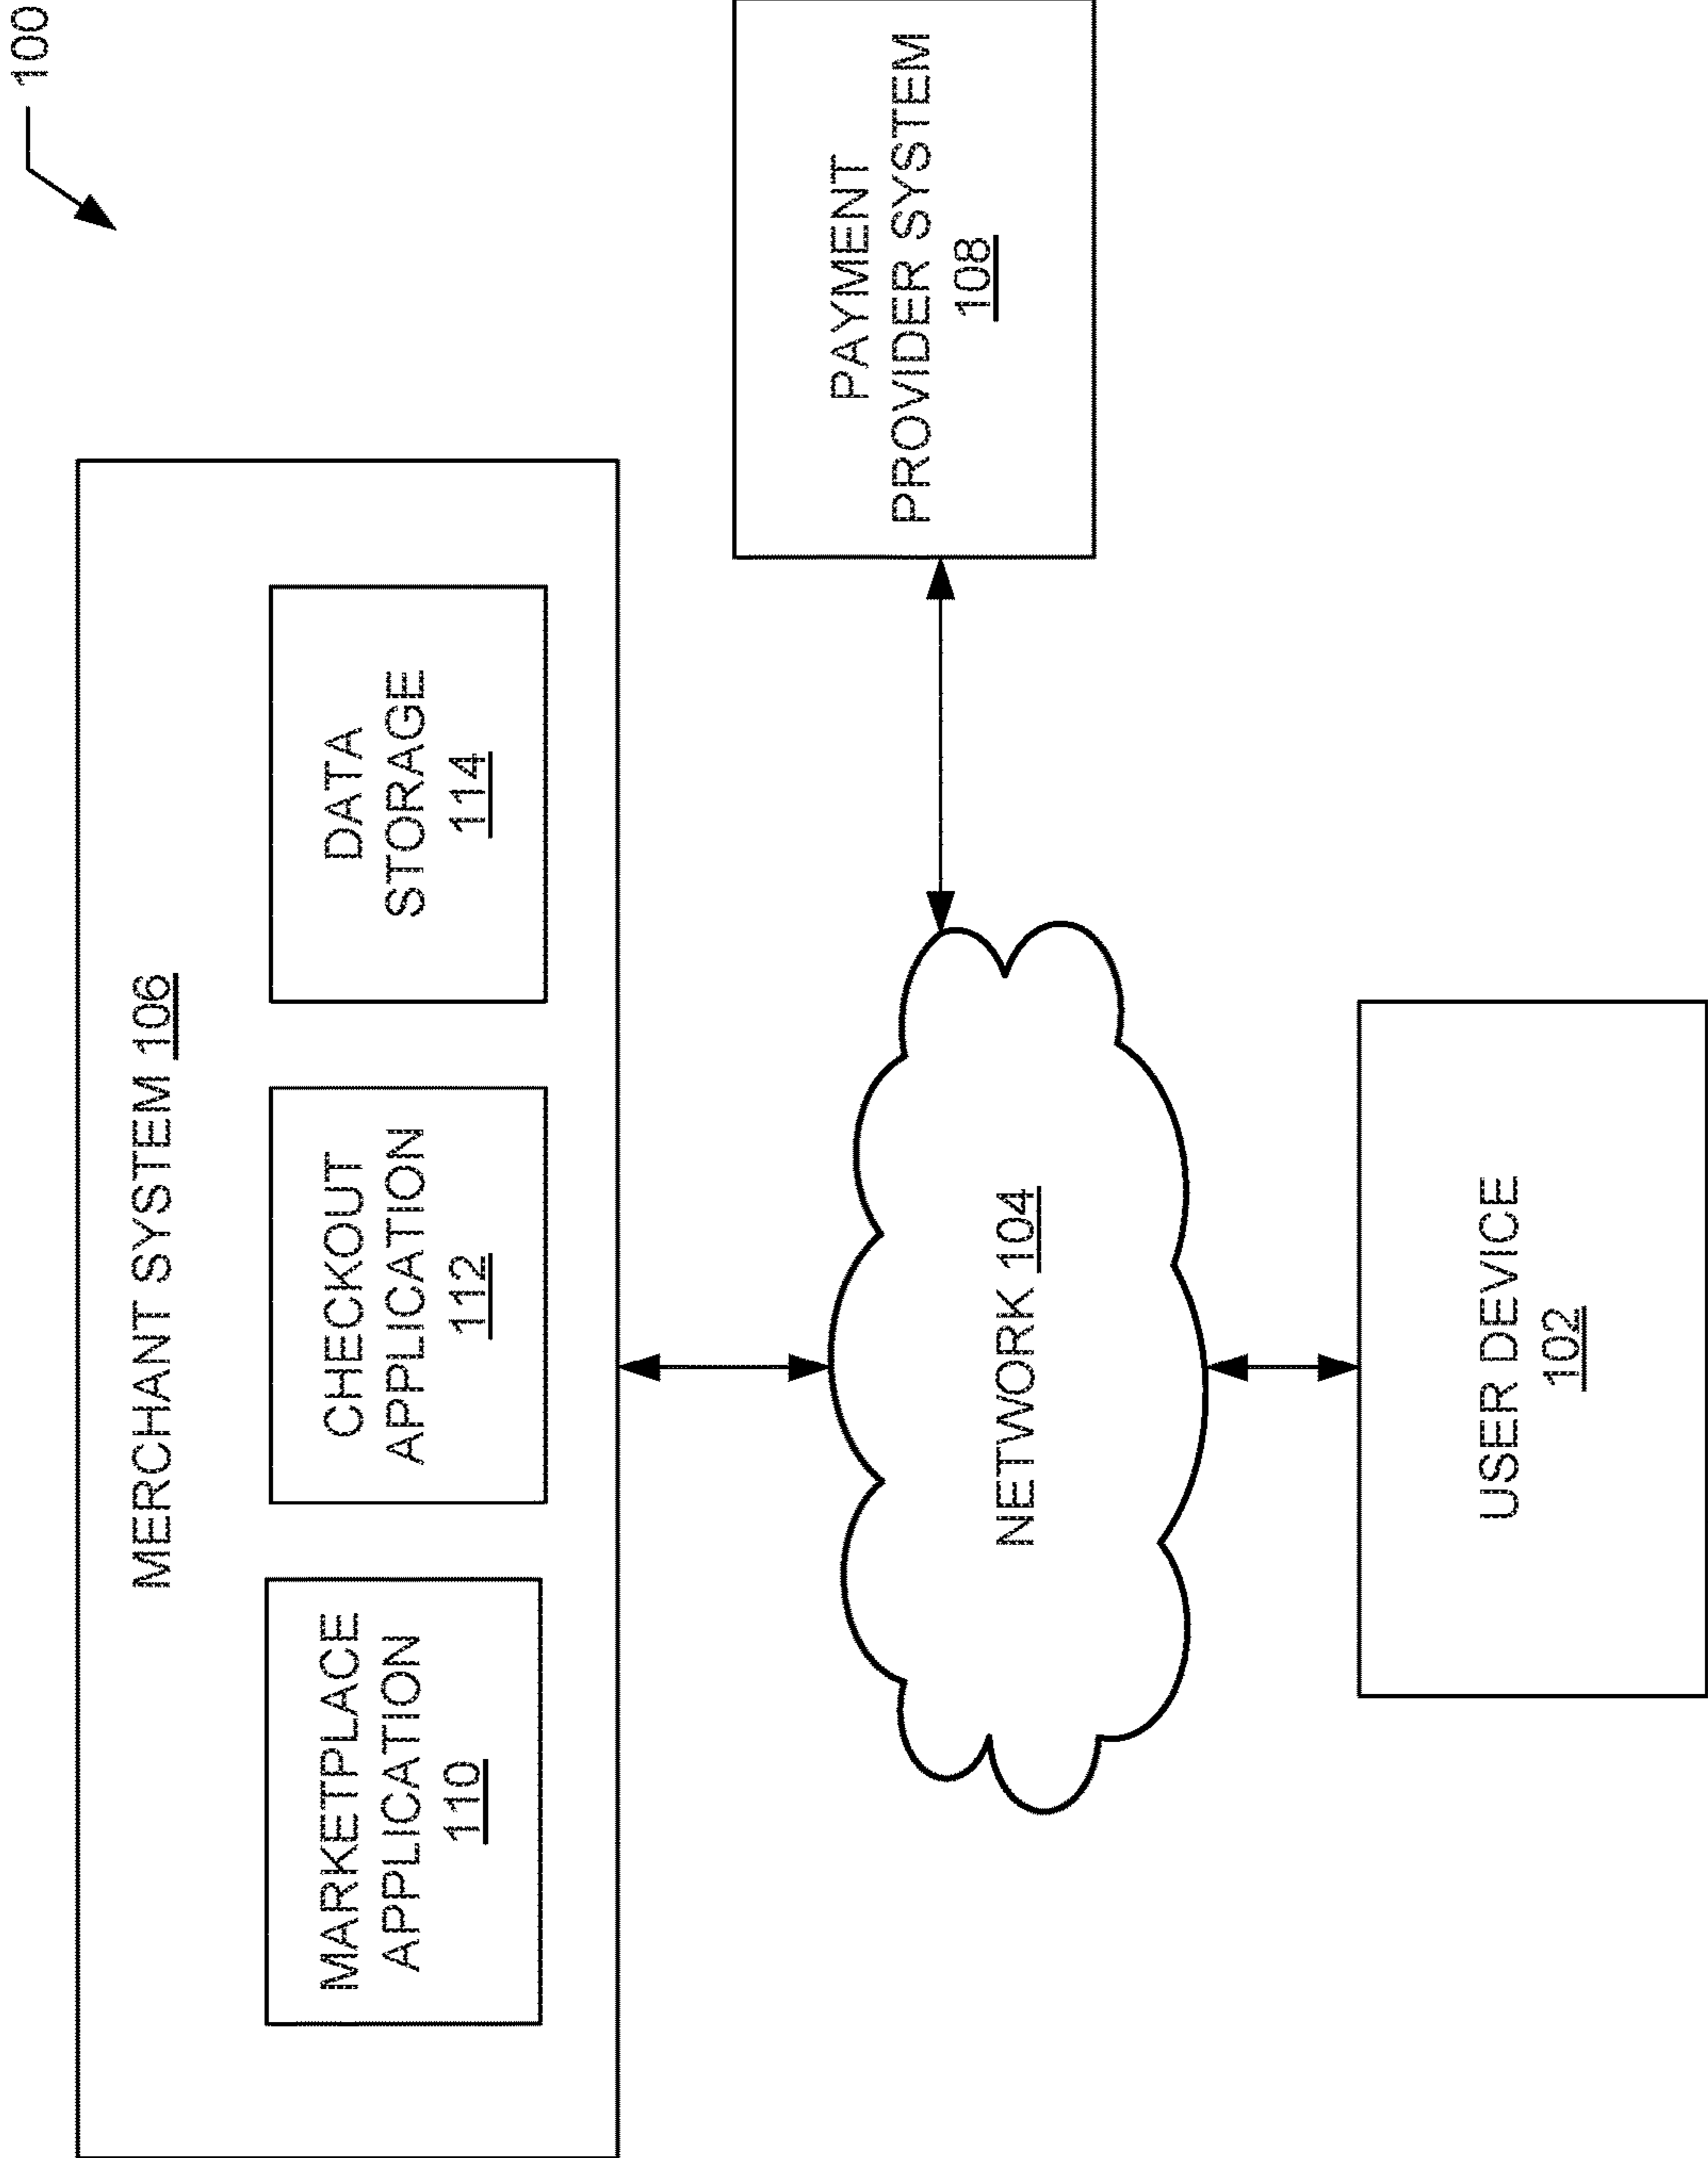 100
MERCHANT SYSTEM 106
MARKETPLACE
APPLICATION
110
CHECKOUT
APPLICATION
112
DATA
STORAGE
114
NETWORK 104
PAYMENT
PROVIDER SYSTEM
108
USER DEVICE
102